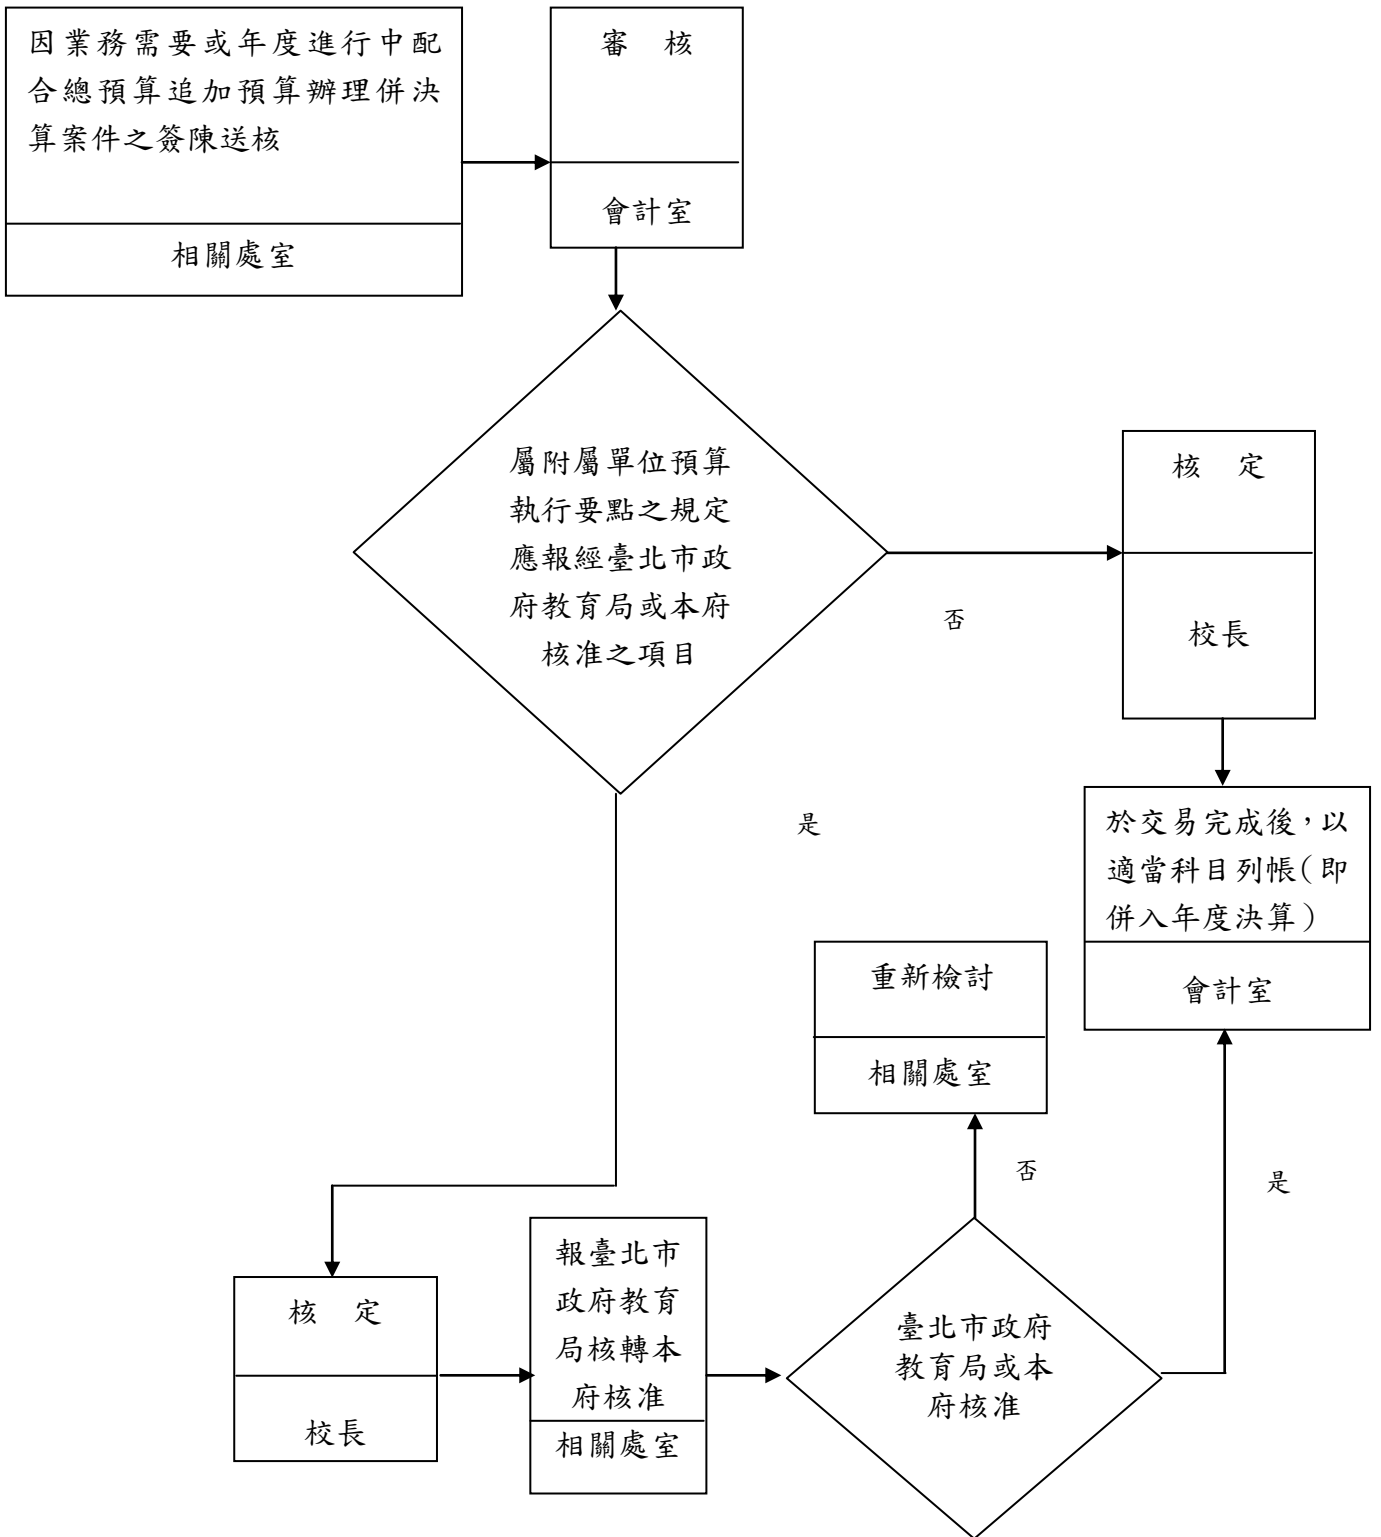 因業務需要或年度進行中配
合總預算追加預算辦理併決
算案件之簽陳送核
相關處室
審　核
會計室
屬附屬單位預算
執行要點之規定
應報經臺北市政
府教育局或本府
核准之項目
否
核　定
校長
是
於交易完成後，以
適當科目列帳(即
併入年度決算)
會計室
重新檢討
相關處室
否
是
核　定
校長
報臺北市
政府教育
局核轉本
府核准
相關處室
臺北市政府
教育局或本
府核准